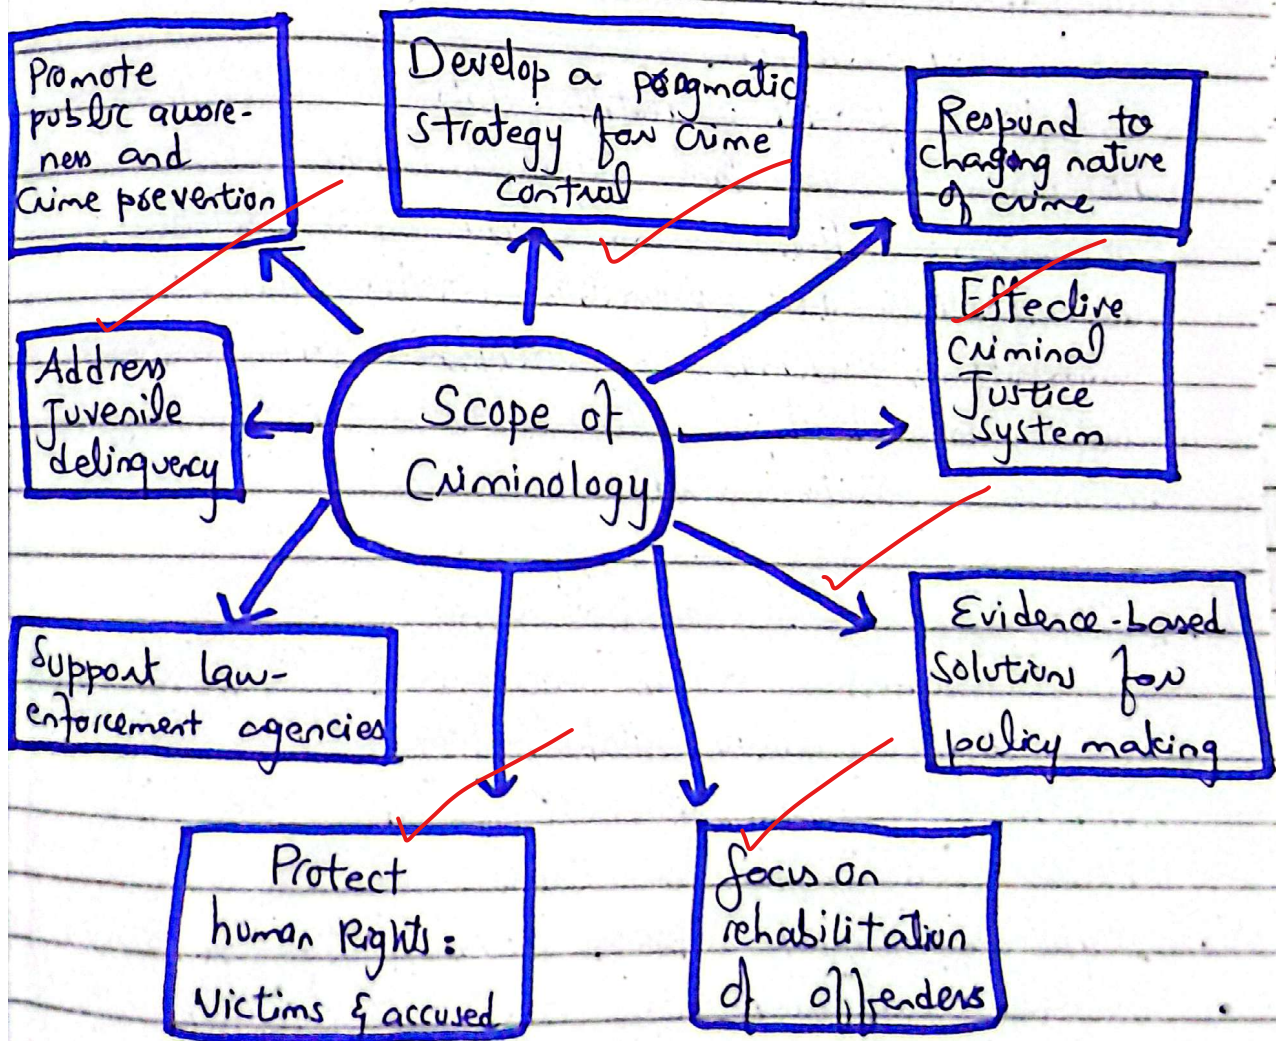 Promote
public aware-
ness and
Crime prevention
Develop a pragmatic
strategy for crime
control
Respond to
changing nature
of crime
Effective
Criminal
Justice
System
Address
Juvenile
delinquency
Scope of
Criminology
Support law-
enforcement agencies
Evidence-based
Solutions for
policy making
Protect
human Rights:
Victims & accused
focus on
rehabilitation
of offenders